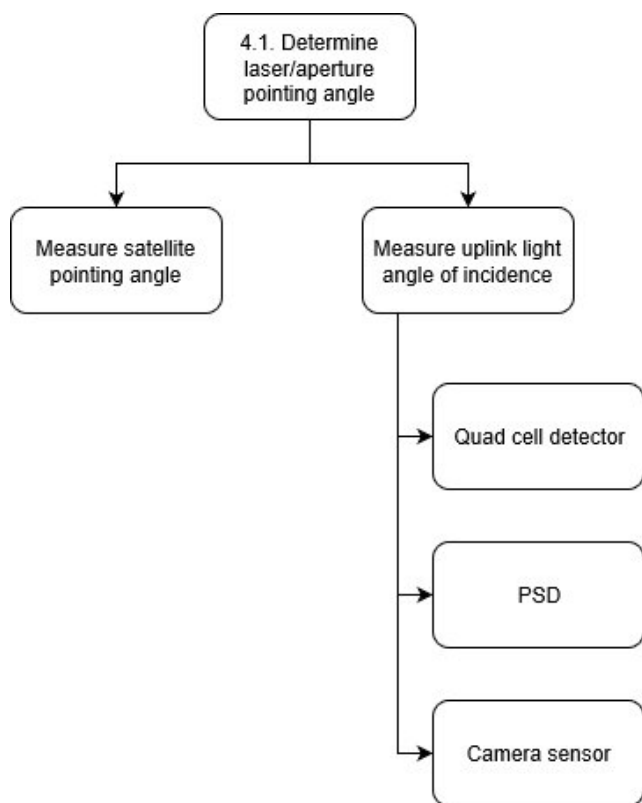 4.1. Determine
laser/aperture
pointing angle
Measure satellite
pointing angle
Measure uplink light
angle of incidence
Quad cell detector
PSD
Camera sensor